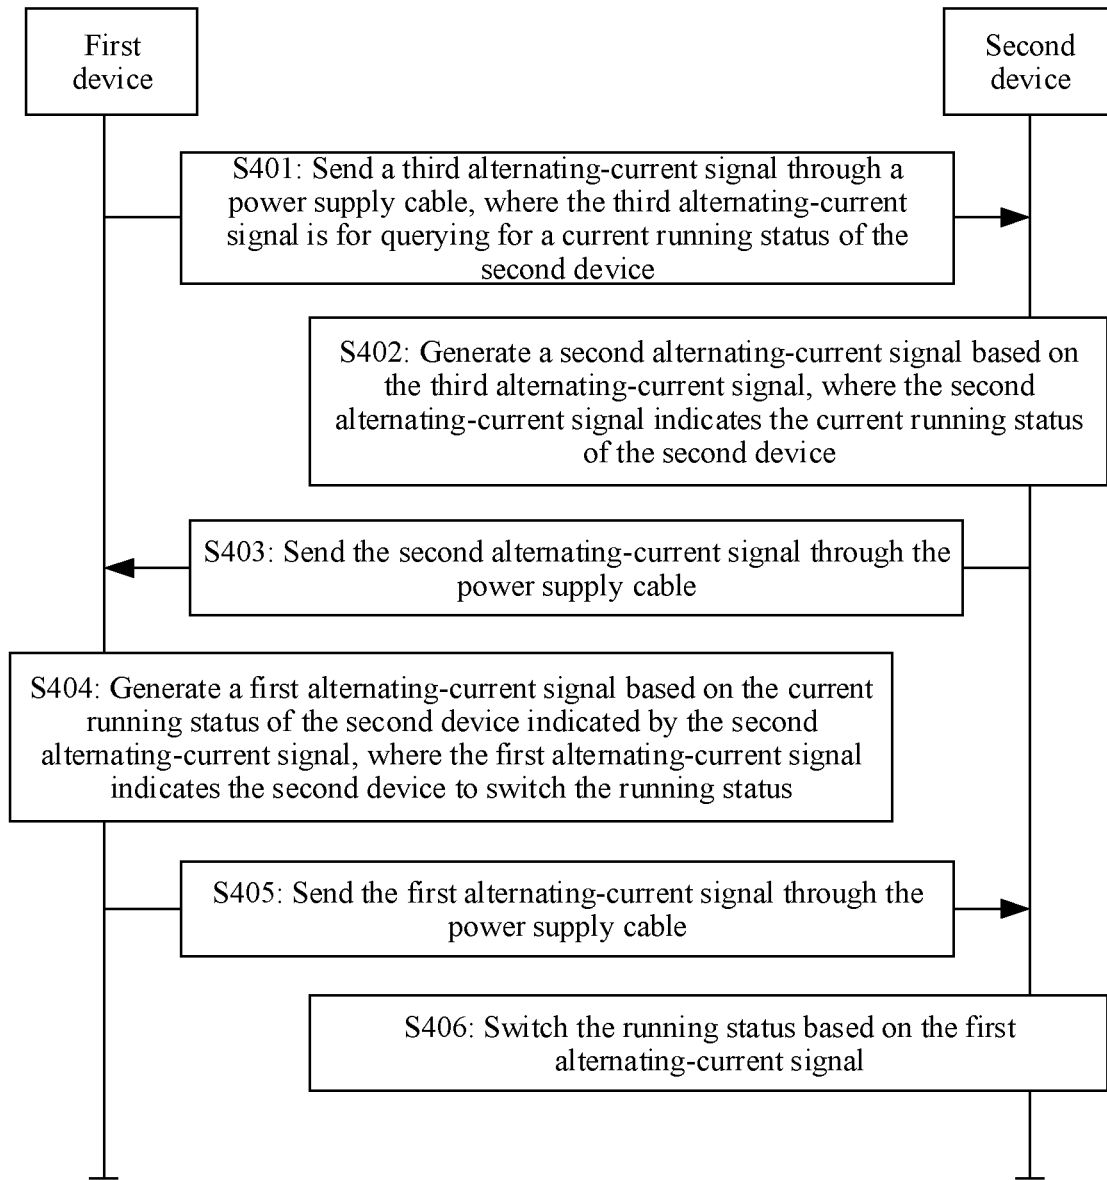 First
device
Second
device
S401: Send a third alternating-current signal through a
power supply cable, where the third alternating-current
signal is for querying for a current running status of the
second device
S402: Generate a second alternating-current signal based on
the third alternating-current signal, where the second
alternating-current signal indicates the current running status
of the second device
S403: Send the second alternating-current signal through the
power supply cable
S404: Generate a first alternating-current signal based on the current
running status of the second device indicated by the second
alternating-current signal, where the first alternating-current signal
indicates the second device to switch the running status
S405: Send the first alternating-current signal through the
power supply cable
S406: Switch the running status based on the first
alternating-current signal